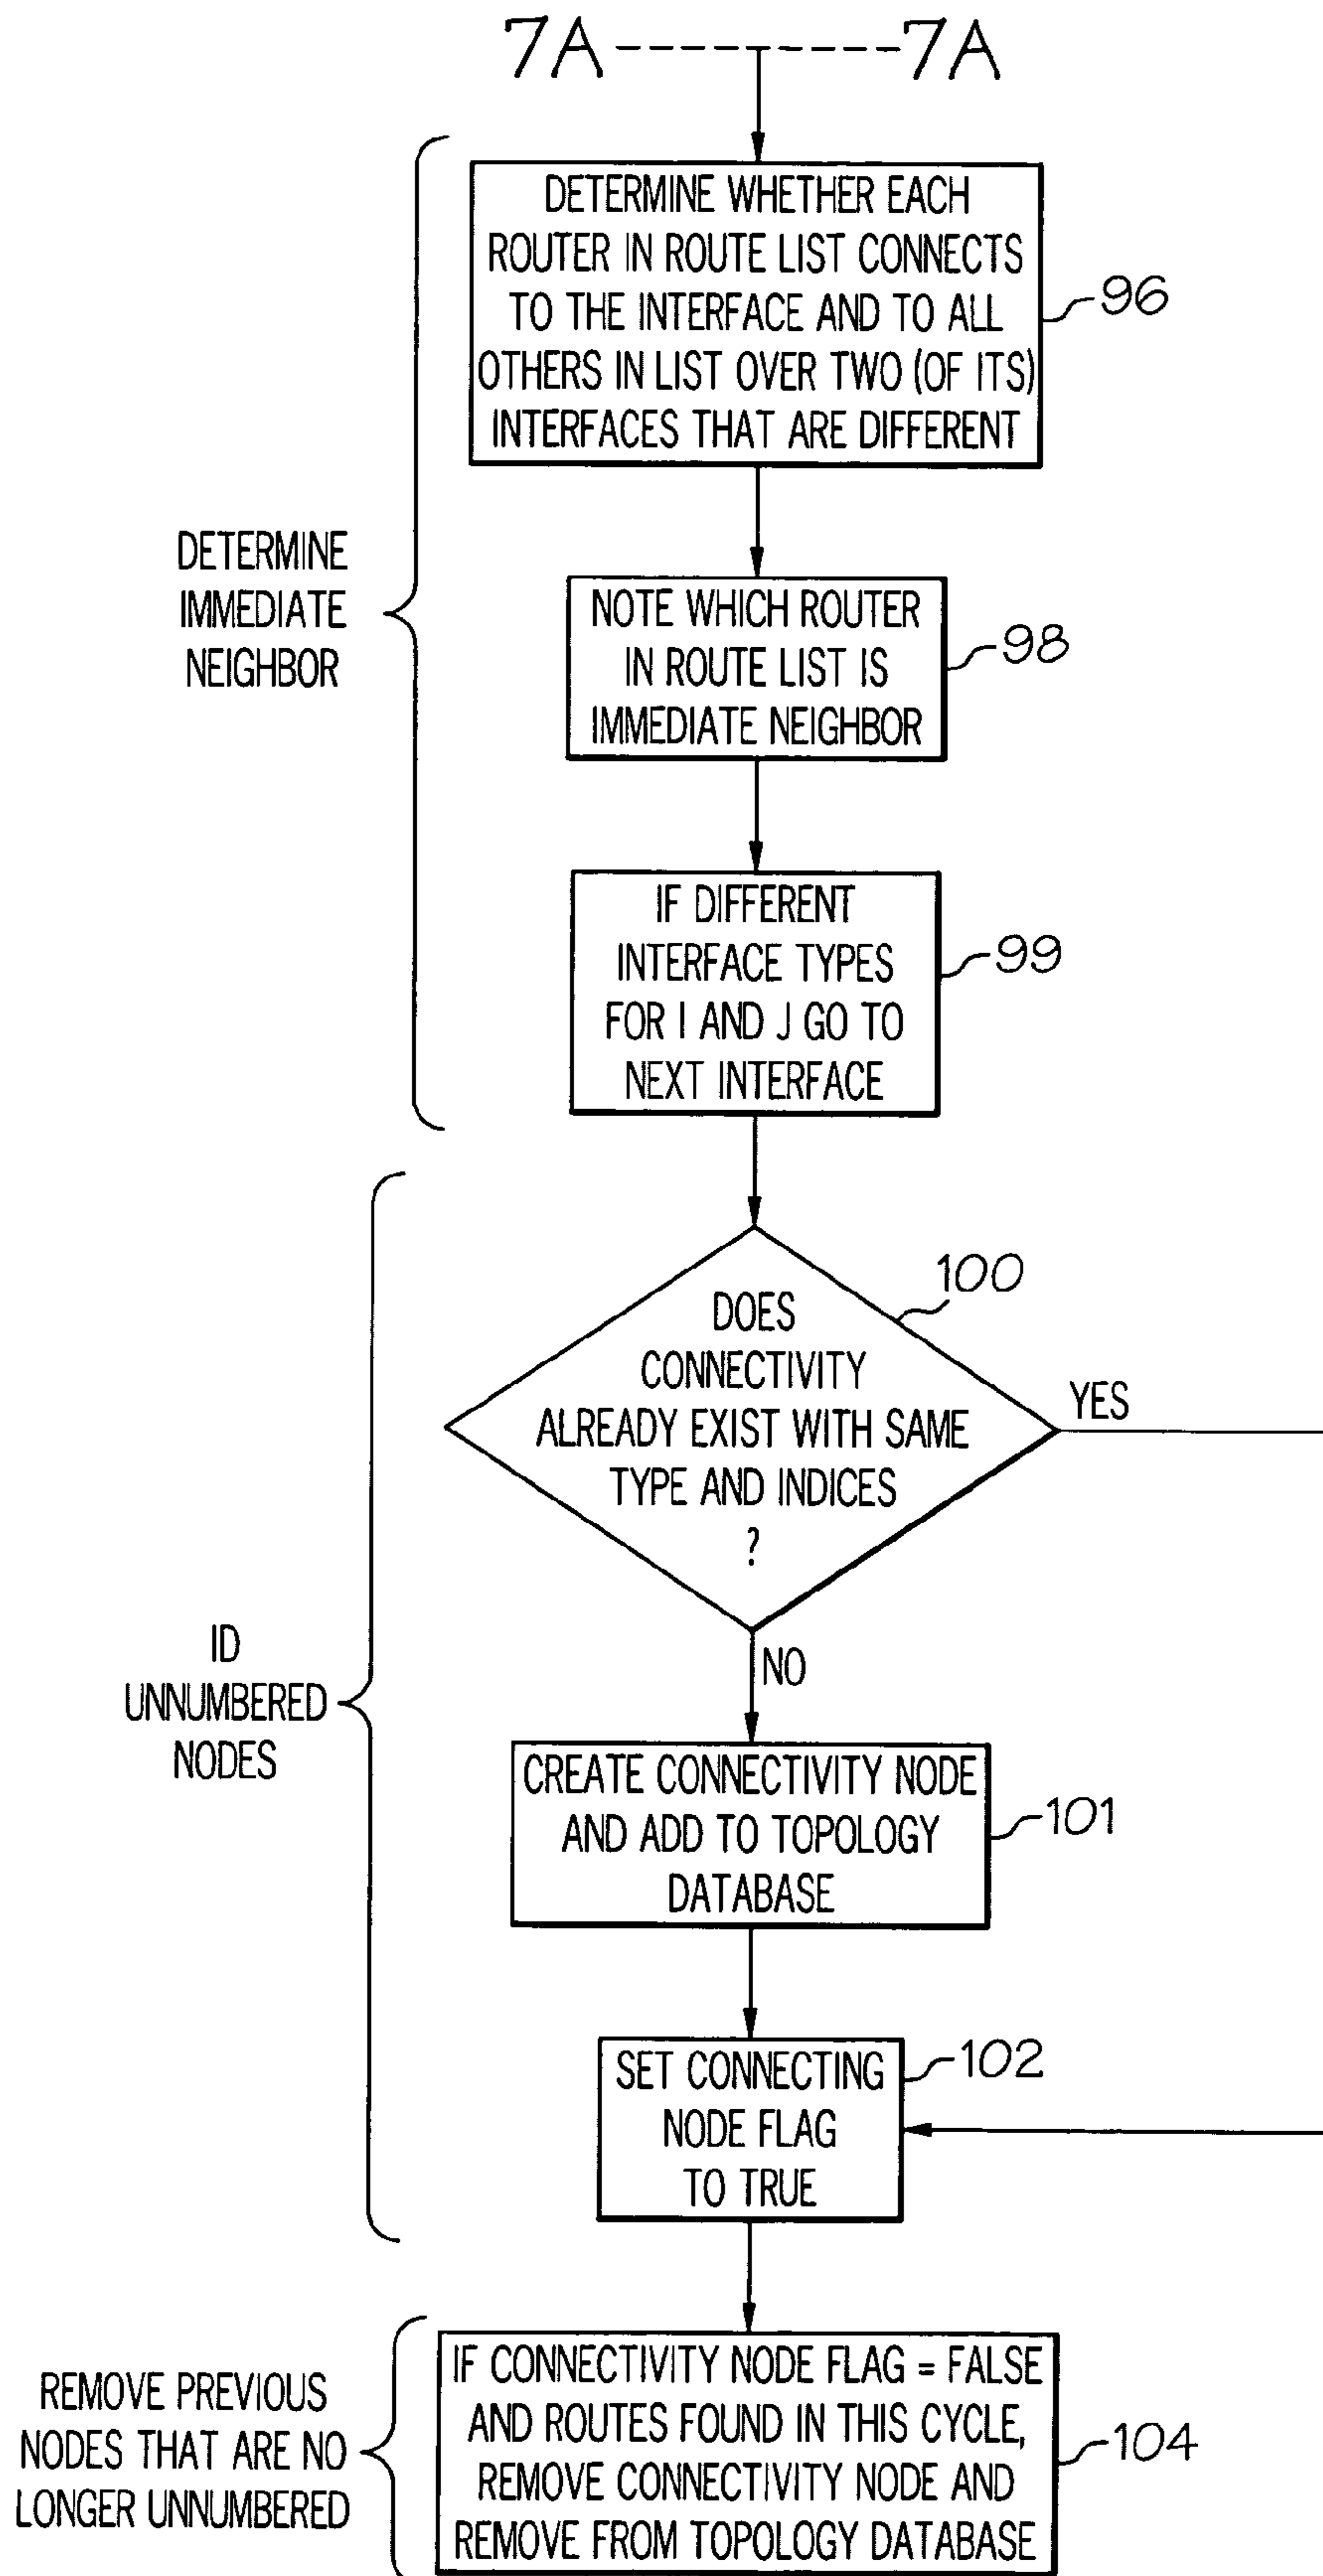 7A 7A
DETERMINE WHETHER EACH
ROUTER IN ROUTE LIST CONNECTS
TO THE INTERFACE AND TO ALL
OTHERS IN LIST OVER TWO (OF ITS)
INTERFACES THAT ARE DIFFERENT
96
DETERMINE
IMMEDIATE
NEIGHBOR
NOTE WHICH ROUTER
IN ROUTE LIST IS
IMMEDIATE NEIGHBOR
98
IF DIFFERENT
INTERFACE TYPES
FOR I AND J GO TO
NEXT INTERFACE
99
DOES
CONNECTIVITY
ALREADY EXIST WITH SAME
TYPE AND INDICES
?
100
YES
NO
ID
UNNUMBERED
NODES
CREATE CONNECTIVITY NODE
AND ADD TO TOPOLOGY
DATABASE
101
SET CONNECTING
NODE FLAG
TO TRUE
102
REMOVE PREVIOUS
NODES THAT ARE NO
LONGER UNNUMBERED
IF CONNECTIVITY NODE FLAG = FALSE
AND ROUTES FOUND IN THIS CYCLE,
REMOVE CONNECTIVITY NODE AND
REMOVE FROM TOPOLOGY DATABASE
104